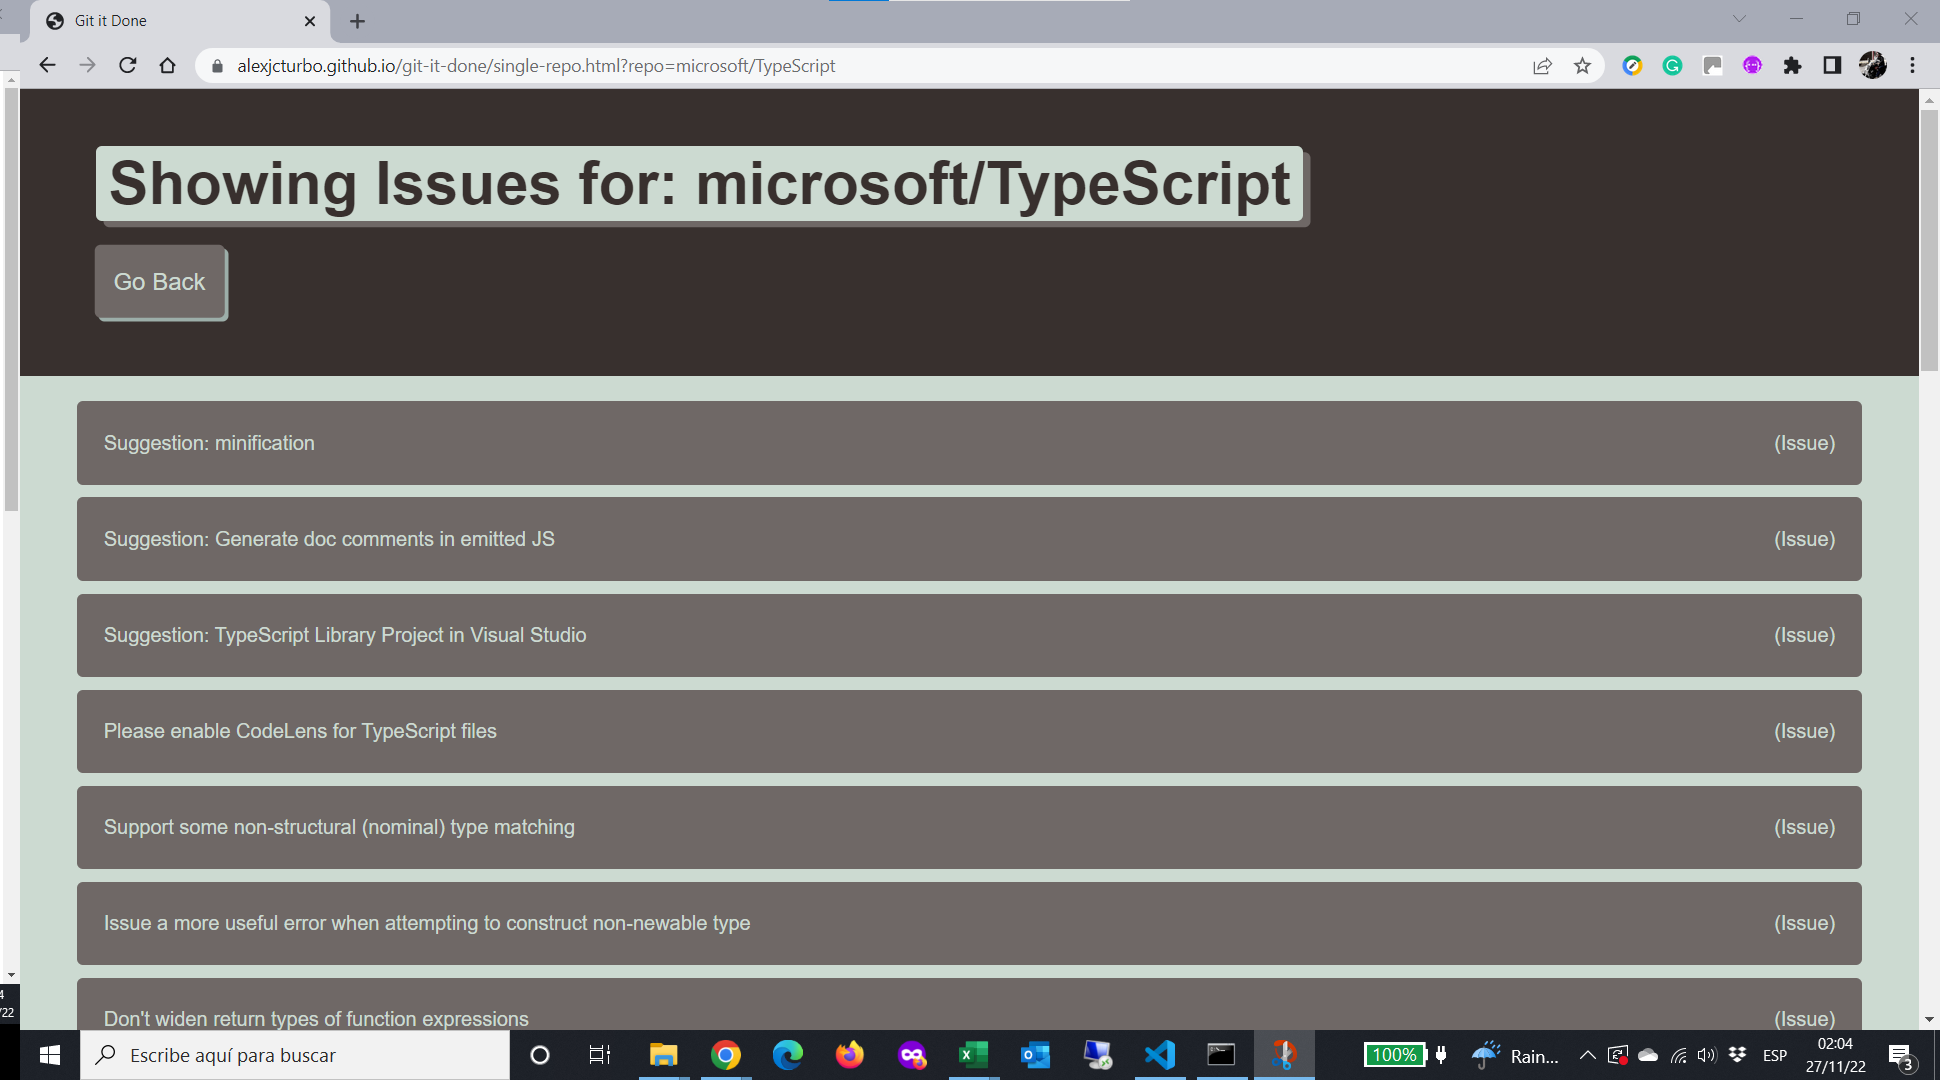 Git it Done
alexjcturbo.github.io/git-it-done/single-repo.html?repo=microsoft/TypeScript
Showing Issues for: microsoft/TypeScript
Go Back
Suggestion: minification (Issue)
Suggestion: Generate doc comments in emitted JS (Issue)
Suggestion: TypeScript Library Project in Visual Studio (Issue)
Please enable CodeLens for TypeScript files (Issue)
Support some non-structural (nominal) type matching (Issue)
Issue a more useful error when attempting to construct non-newable type (Issue)
Don't widen return types of function expressions (Issue)
4
/22
Escribe aquí para buscar
100%
Rain...
ESP
02:04
27/11/22
3